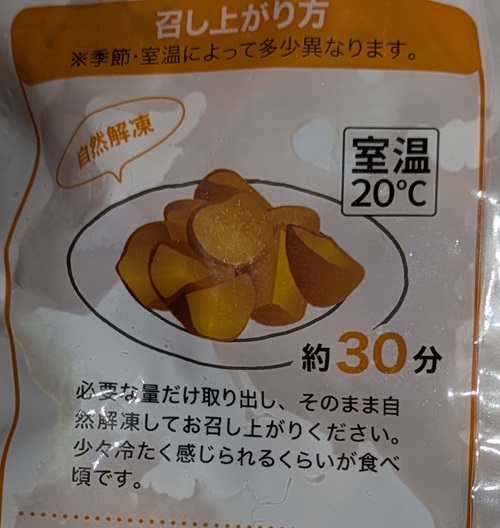 召し上がり方
※季節・室温によって多少異なります。
自然解凍
室温
20℃
約30分
必要な量だけ取り出し、そのまま自
然解凍してお召し上がりください。
少々冷たく感じられるくらいが食べ
頃です。